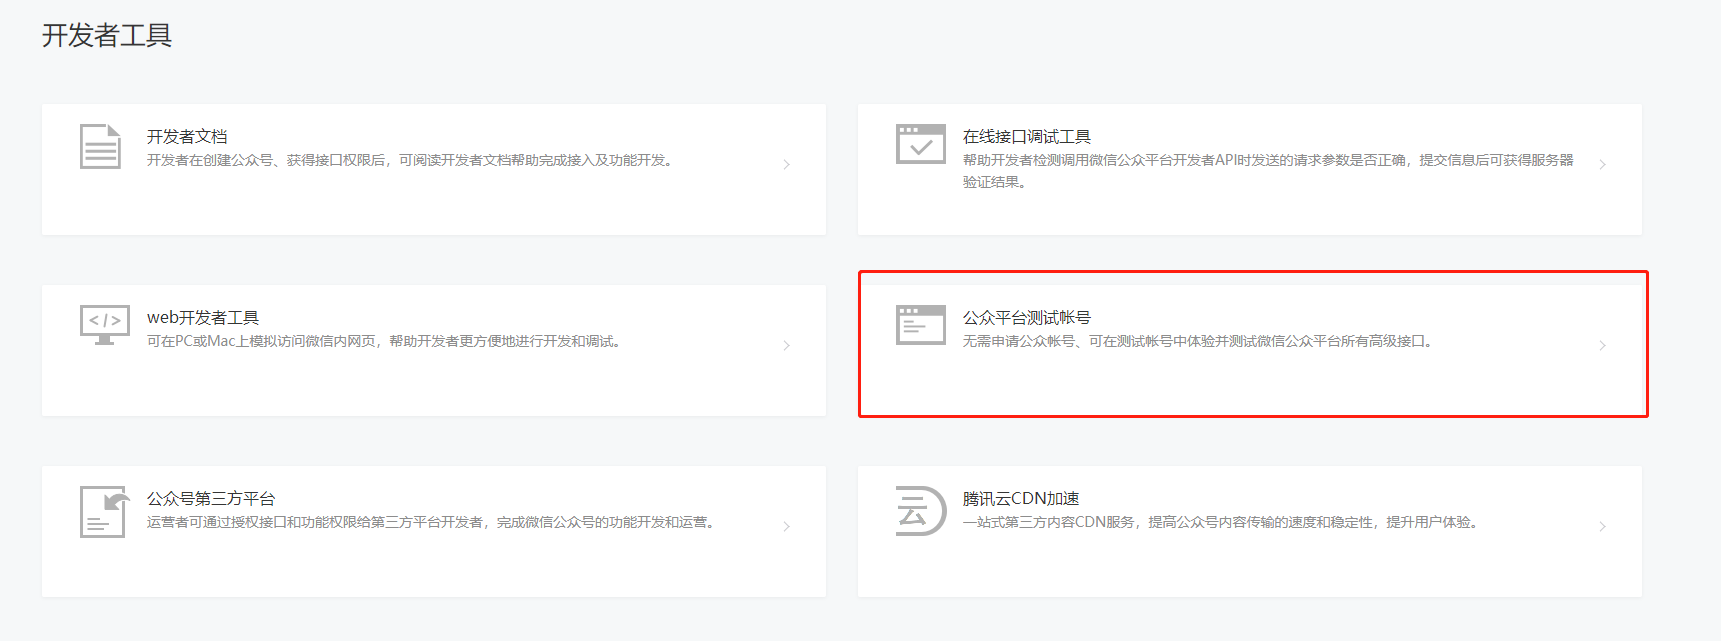 开发者工具
开发者文档
开发者在创建公众号、获得接口权限后，可阅读开发者文档帮助完成接入及功能开发。
在线接口调试工具
帮助开发者检测调用微信公众平台开发者API时发送的请求参数是否正确，提交信息后可获得服务器
验证结果。
</>
web开发者工具
可在PC或Mac上模拟访问微信内网页，帮助开发者更方便地进行开发和调试。
公众平台测试帐号
无需申请公众帐号、可在测试帐号中体验并测试微信公众平台所有高级接口。
公众号第三方平台
运营者可通过授权接口和功能权限给第三方平台开发者，完成微信公众号的功能开发和运营。
云
腾讯云CDN加速
一站式第三方内容CDN服务，提高公众号内容传输的速度和稳定性，提升用户体验。